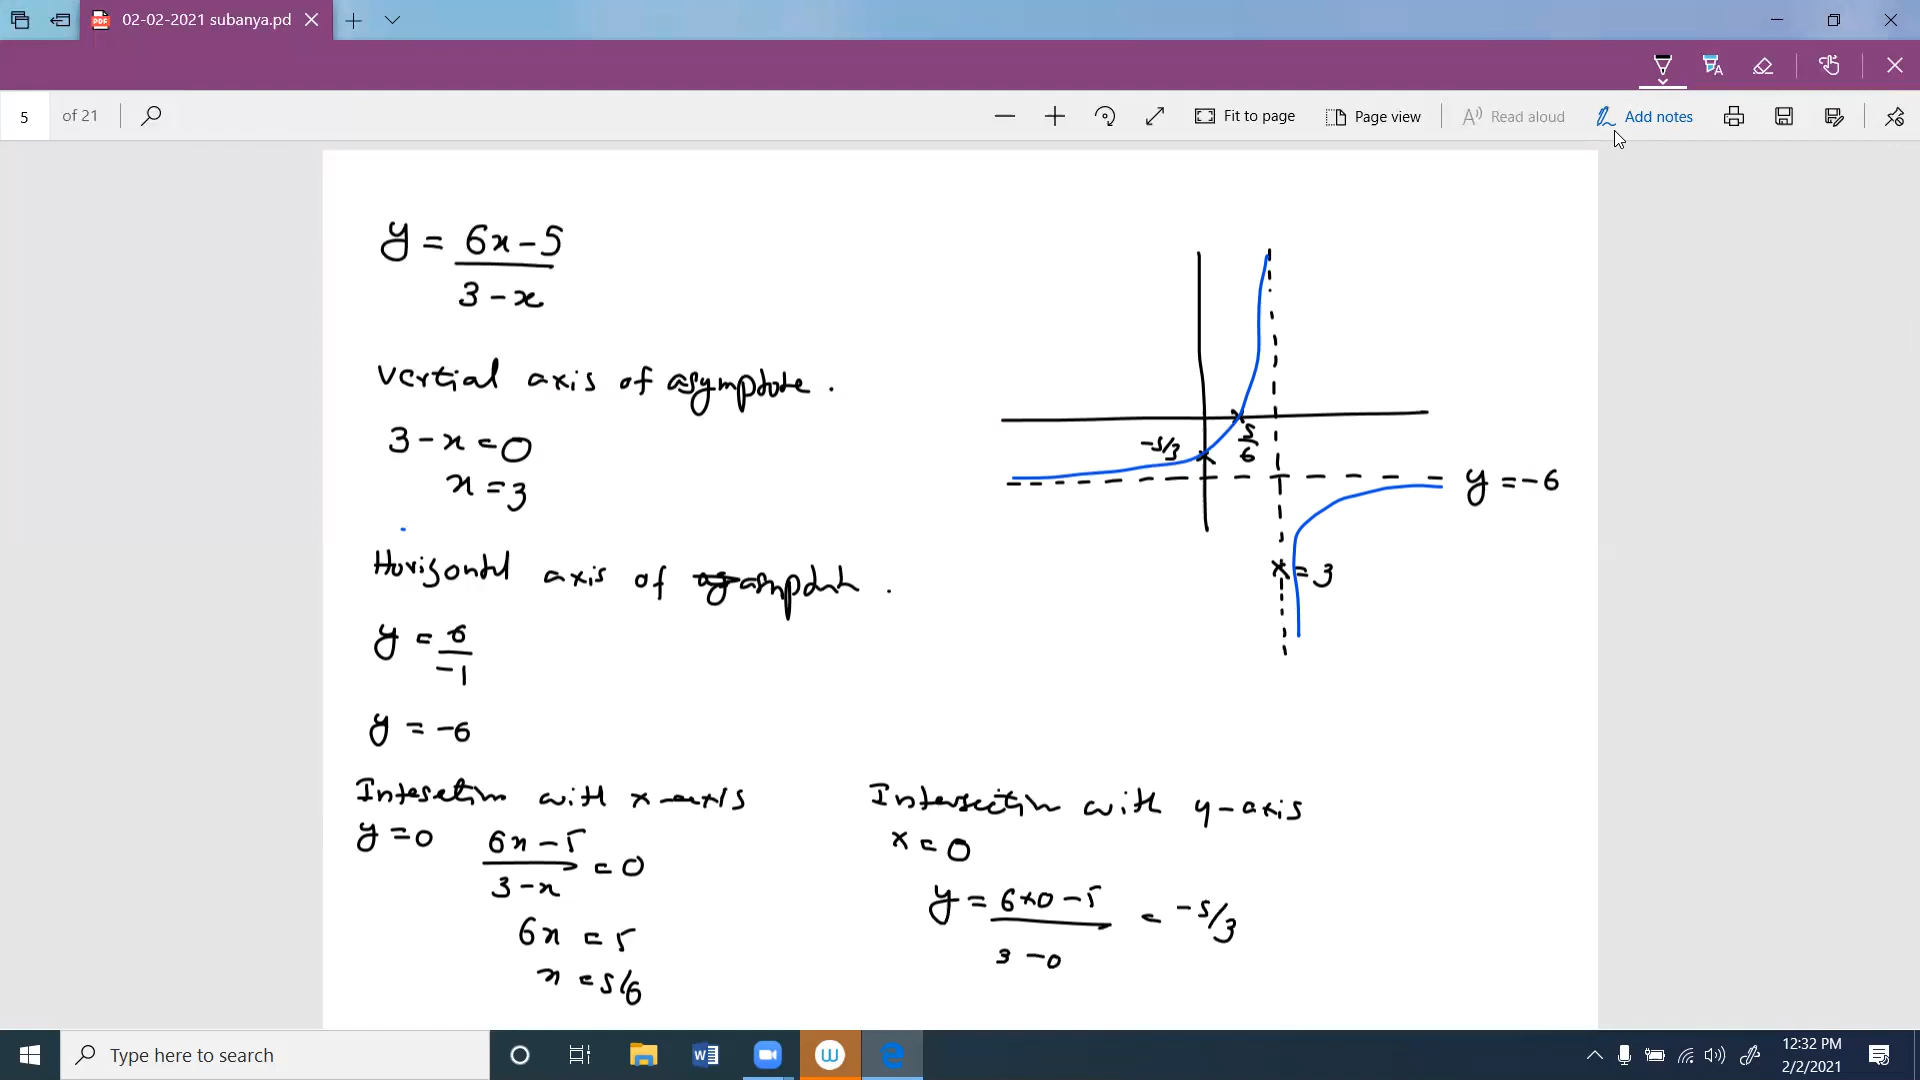 02-02-2021 subanya.pd
5 of 21
Fit to page
Page view
Read aloud
Add notes
y = 6x-5
3-x
Vertial axis of asymptote .
3-x=0
x=3
Horizontal axis of
y = 6
-1
y = -6
Intesetim with x-axis
y=0 6x-5 = 0
3-x
6x = 5
x = 5/6
Intersection with y-axis
x = 0
y = 6×0-5 = -5/3
3-0
-5/3
5
6
y = -6
x = 3
Type here to search
12:32 PM
2/2/2021